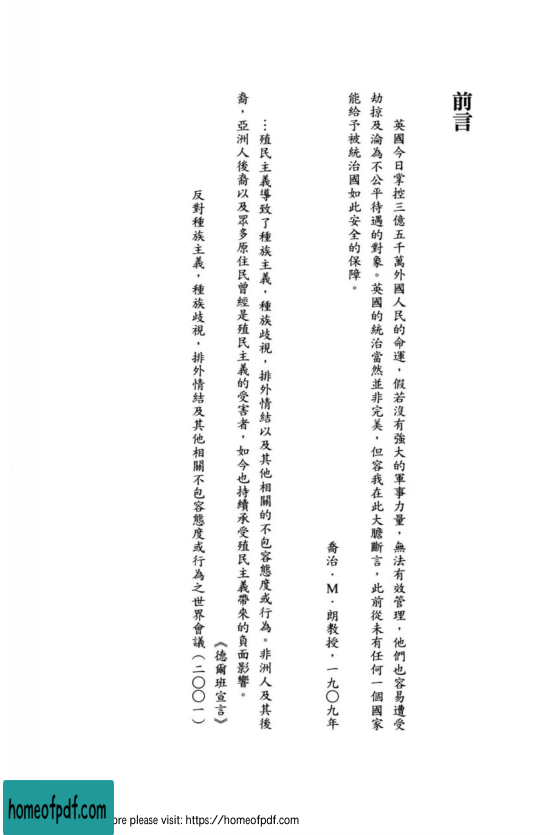 前言
英國今日掌控三億五千萬外國人民的命運，假若沒有強大的軍事力量，無法有效管理，他們也容易遭受
劫掠及淪為不公平待遇的對象。英國的統治當然並非完美，但容我在此大膽斷言，此前從未有任何一個國家
能給予被統治國如此安全的保障。
喬治·M·朗教授，一九〇九年
…殖民主義導致了種族主義，種族歧視，排外情結以及其他相關的不包容態度或行為。非洲人及其後
裔，亞洲人後裔以及眾多原住民曾經是殖民主義的受害者，如今也持續承受殖民主義帶來的負面影響。
《德爾班宣言》
反對種族主義，種族歧視，排外情結及其他相關不包容態度或行為之世界會議（二〇〇一）
homeofpdf.com
ore please visit: https://homeofpdf.com